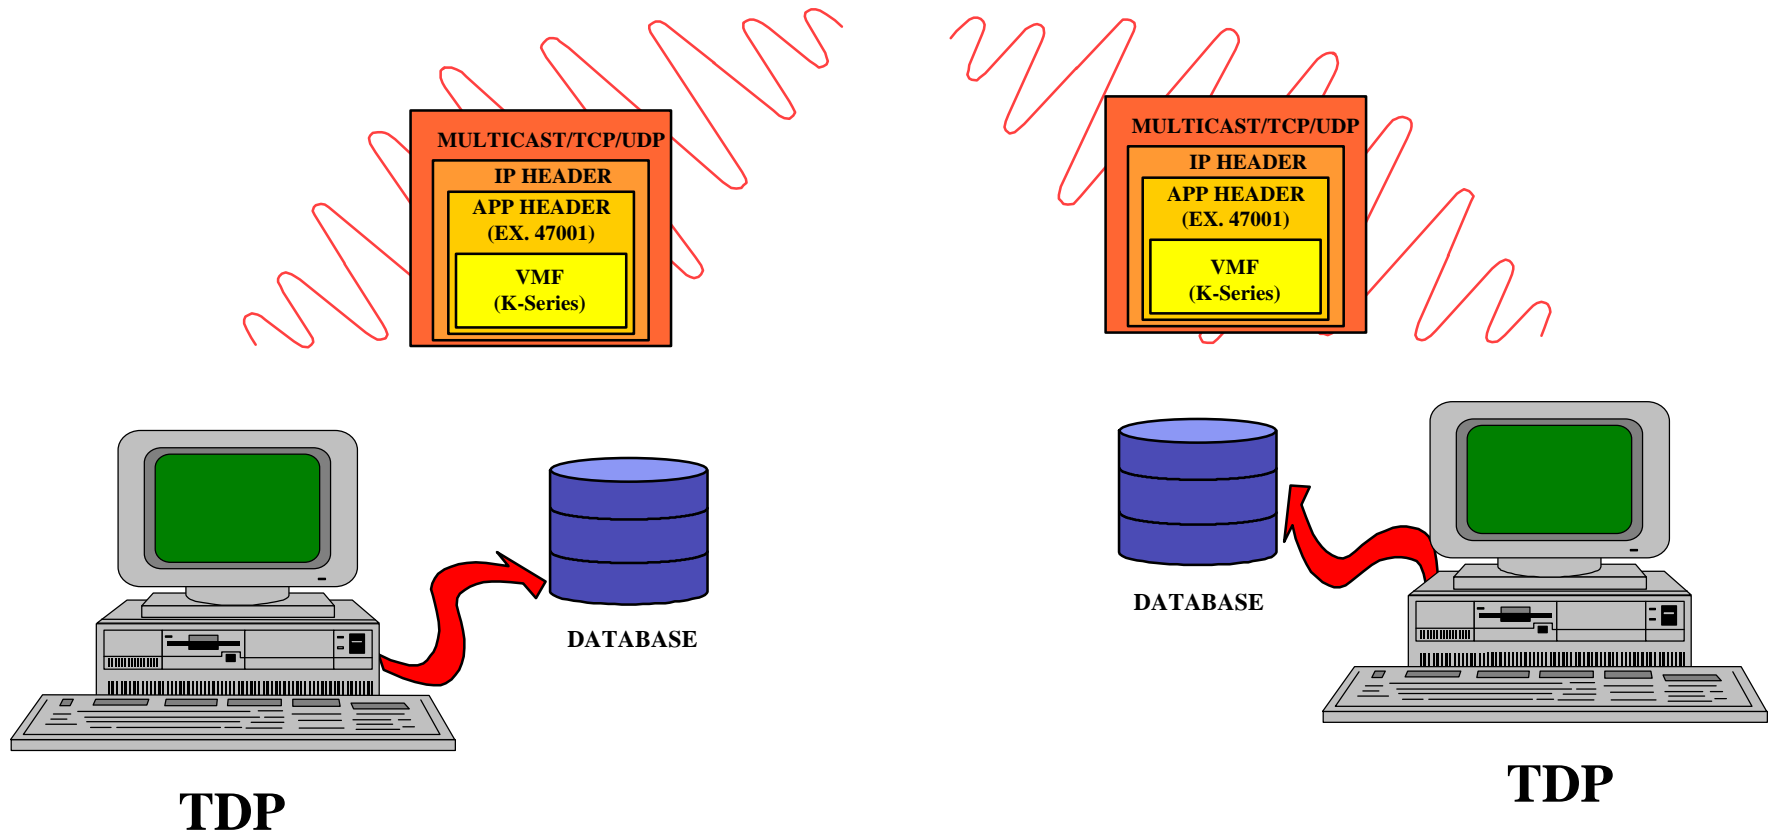 MULTICAST/TCP/UDP
IP HEADER
APP HEADER
(EX. 47001)
VMF
(K-Series)
MULTICAST/TCP/UDP
IP HEADER
APP HEADER
(EX. 47001)
VMF
(K-Series)
DATABASE
TDP
DATABASE
TDP